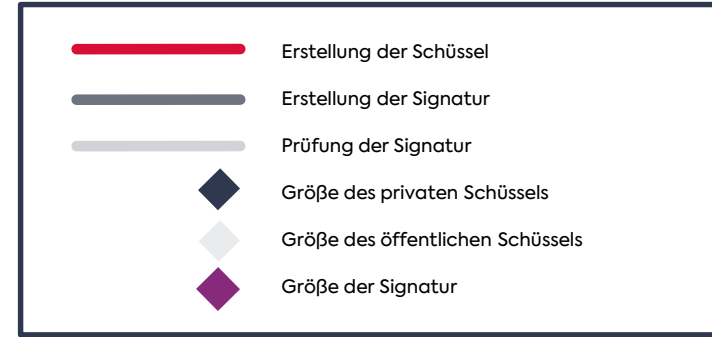 Erstellung der Schüssel
Erstellung der Signatur
Prüfung der Signatur
Größe des privaten Schüssels
Größe des öffentlichen Schüssels
Größe der Signatur